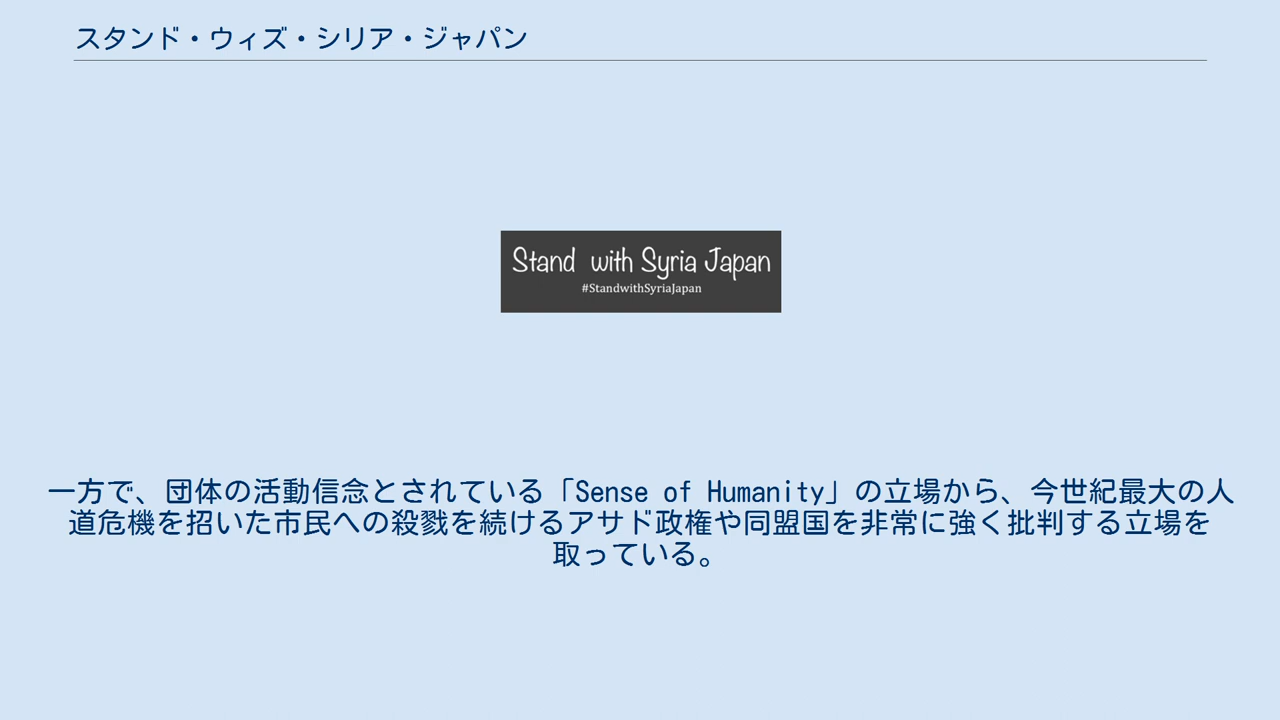 スタンド・ウィズ・シリア・ジャパン
Stand with Syria Japan
#StandwithSyriaJapan
一方で、団体の活動信念とされている「Sense of Humanity」の立場から、今世紀最大の人
道危機を招いた市民への殺戮を続けるアサド政権や同盟国を非常に強く批判する立場を
取っている。